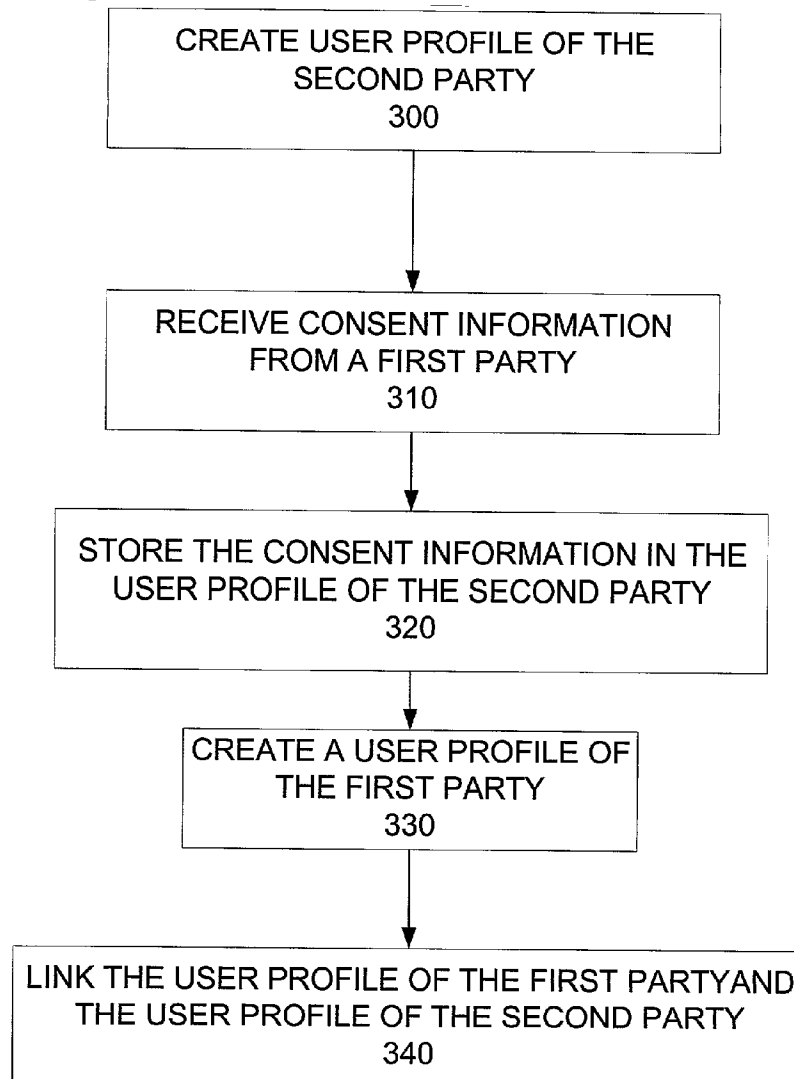 CREATE USER PROFILE OF THE
SECOND PARTY
300
RECEIVE CONSENT INFORMATION
FROM A FIRST PARTY
310
STORE THE CONSENT INFORMATION IN THE
USER PROFILE OF THE SECOND PARTY
320
CREATE A USER PROFILE OF
THE FIRST PARTY
330
LINK THE USER PROFILE OF THE FIRST PARTYAND
THE USER PROFILE OF THE SECOND PARTY
340